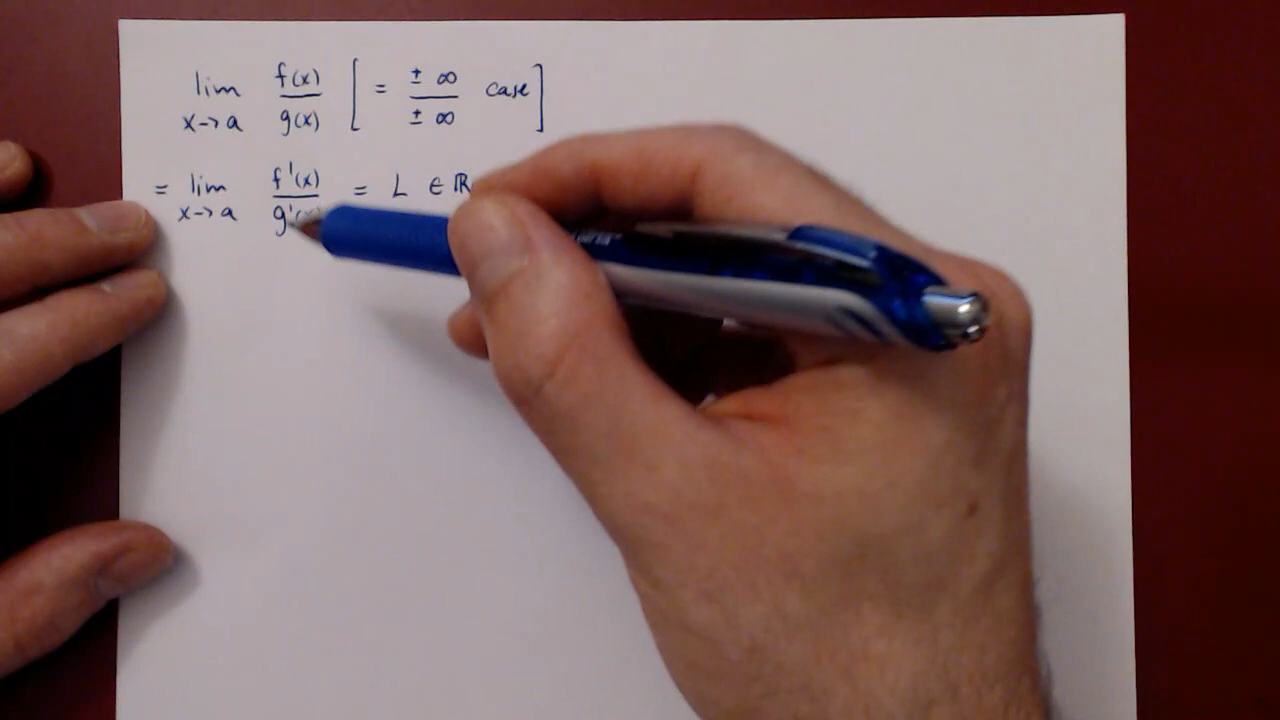 lim x→a f(x)/g(x) [ = ± ∞/± ∞ case ]
= lim x→a f'(x)/g'(x) = L ∈ ℝ